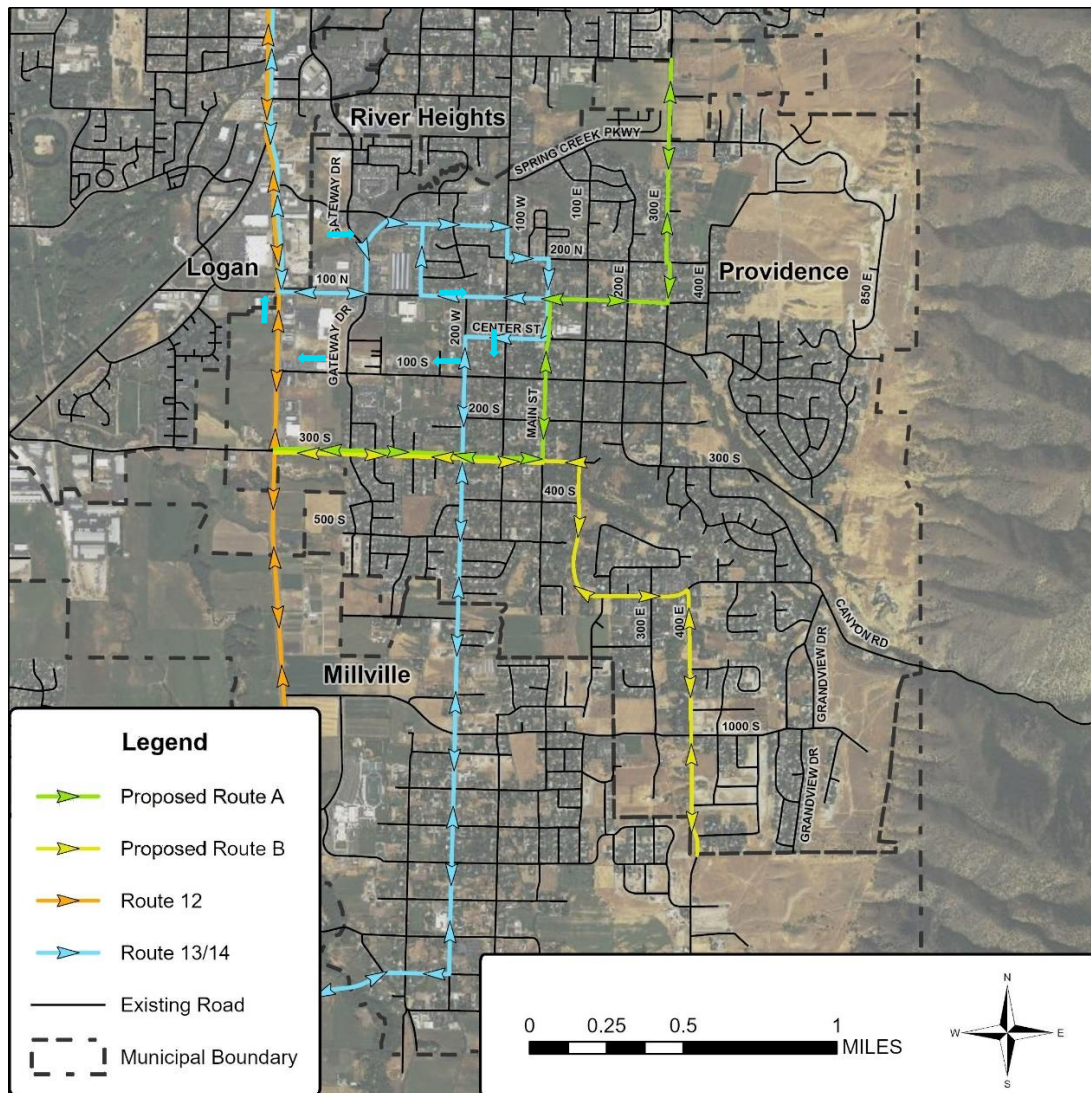 River Heights
SPRING CREEK PKWY
GATEWAY DR
100 W
100 E
300 E
200 N
Logan
100 N
200 E
400 E
Providence
850 E
200 W
CENTER ST
GATEWAY DR
100 S
MAIN ST
200 S
300 S
300 S
400 S
500 S
300 E
400 E
CANYON RD
Millville
GRANDVIEW DR
1000 S
GRANDVIEW DR
Legend
Proposed Route A
Proposed Route B
Route 12
Route 13/14
Existing Road
Municipal Boundary
0 0.25 0.5 1
MILES
N
W E
S